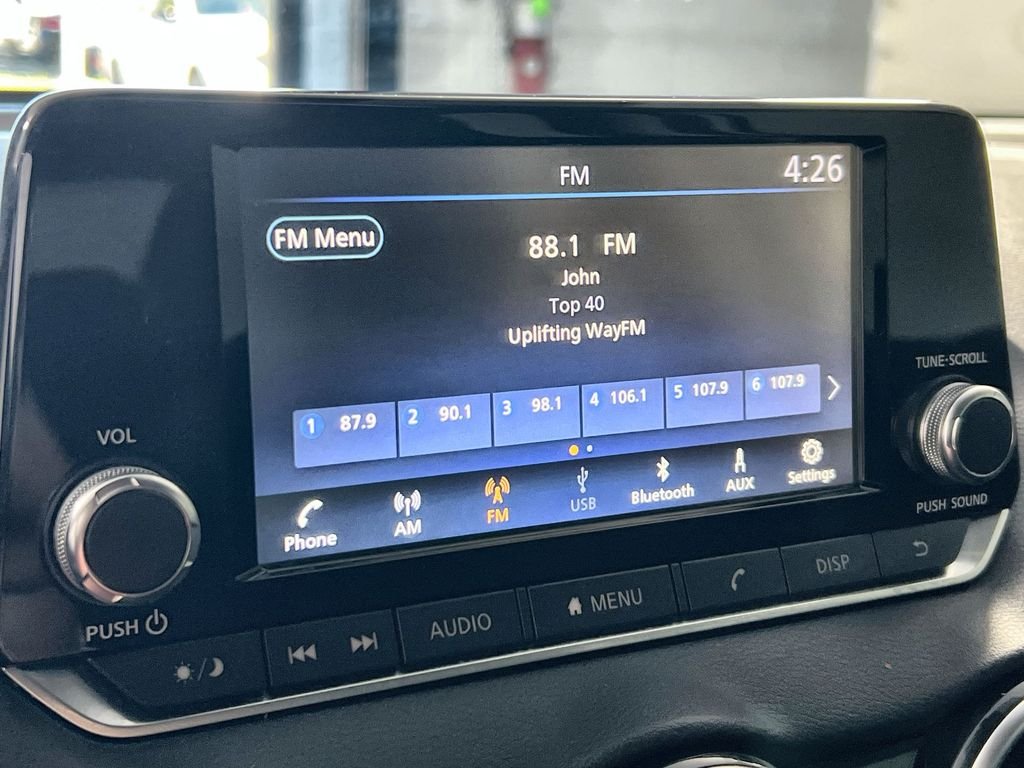 FM 4:26
FM Menu
88.1 FM
John
Top 40
Uplifting WayFM
1 87.9 2 90.1 3 98.1 4 106.1 5 107.9 6 107.9
Phone AM FM USB Bluetooth AUX Settings
VOL
PUSH
TUNE·SCROLL
PUSH SOUND
AUDIO MENU DISP